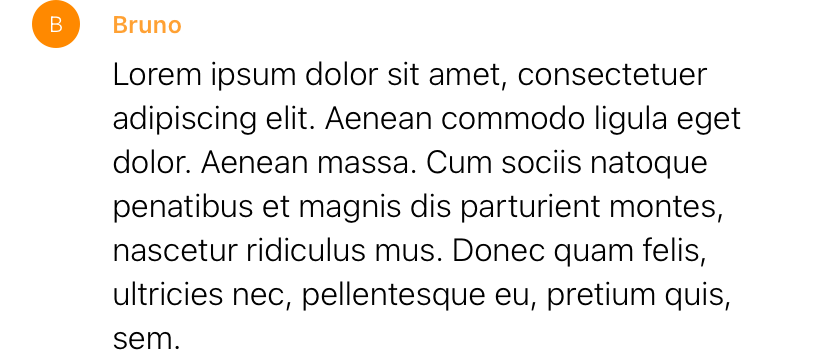 B Bruno
Lorem ipsum dolor sit amet, consectetuer
adipiscing elit. Aenean commodo ligula eget
dolor. Aenean massa. Cum sociis natoque
penatibus et magnis dis parturient montes,
nascetur ridiculus mus. Donec quam felis,
ultricies nec, pellentesque eu, pretium quis,
sem.